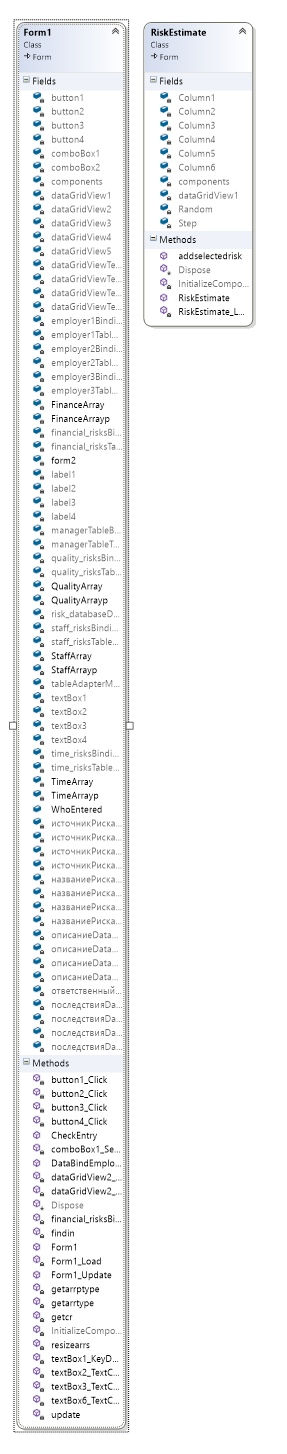 Form1
Class
Form
Fields
button1
button2
button3
button4
comboBox1
comboBox2
components
dataGridView1
dataGridView2
dataGridView3
dataGridView4
dataGridView5
dataGridViewTe...
dataGridViewTe...
dataGridViewTe...
dataGridViewTe...
employer1Bindi...
employer1Tabl...
employer2Bindi...
employer2Tabl...
employer3Bindi...
employer3Tabl...
FinanceArray
FinanceArrayp
financial_risksBi...
financial_risksTa...
form2
label1
label2
label3
label4
managerTableB...
managerTableT...
quality_risksBin...
quality_risksTab...
QualityArray
QualityArrayp
risk_databaseD...
staff_risksBindi...
staff_risksTable...
StaffArray
StaffArrayp
tableAdapterM...
textBox1
textBox2
textBox3
textBox4
time_risksBindi...
time_risksTable...
TimeArray
TimeArrayp
WhoEntered
источникРиска...
источникРиска...
источникРиска...
источникРиска...
названиеРиска...
названиеРиска...
названиеРиска...
названиеРиска...
описаниеData...
описаниеData...
описаниеData...
описаниеData...
ответственный...
последствияDa...
последствияDa...
последствияDa...
последствияDa...
Methods
button1_Click
button2_Click
button3_Click
button4_Click
CheckEntry
comboBox1_Se...
DataBindEmplo...
dataGridView2_...
dataGridView2_...
Dispose
financial_risksBi...
findin
Form1
Form1_Load
Form1_Update
getarrptype
getarrtype
getcr
InitializeCompo...
resizearrs
textBox1_KeyD...
textBox2_TextC...
textBox3_TextC...
textBox6_TextC...
update
RiskEstimate
Class
Form
Fields
Column1
Column2
Column3
Column4
Column5
Column6
components
dataGridView1
Random
Step
Methods
addselectedrisk
Dispose
InitializeCompo...
RiskEstimate
RiskEstimate_L...